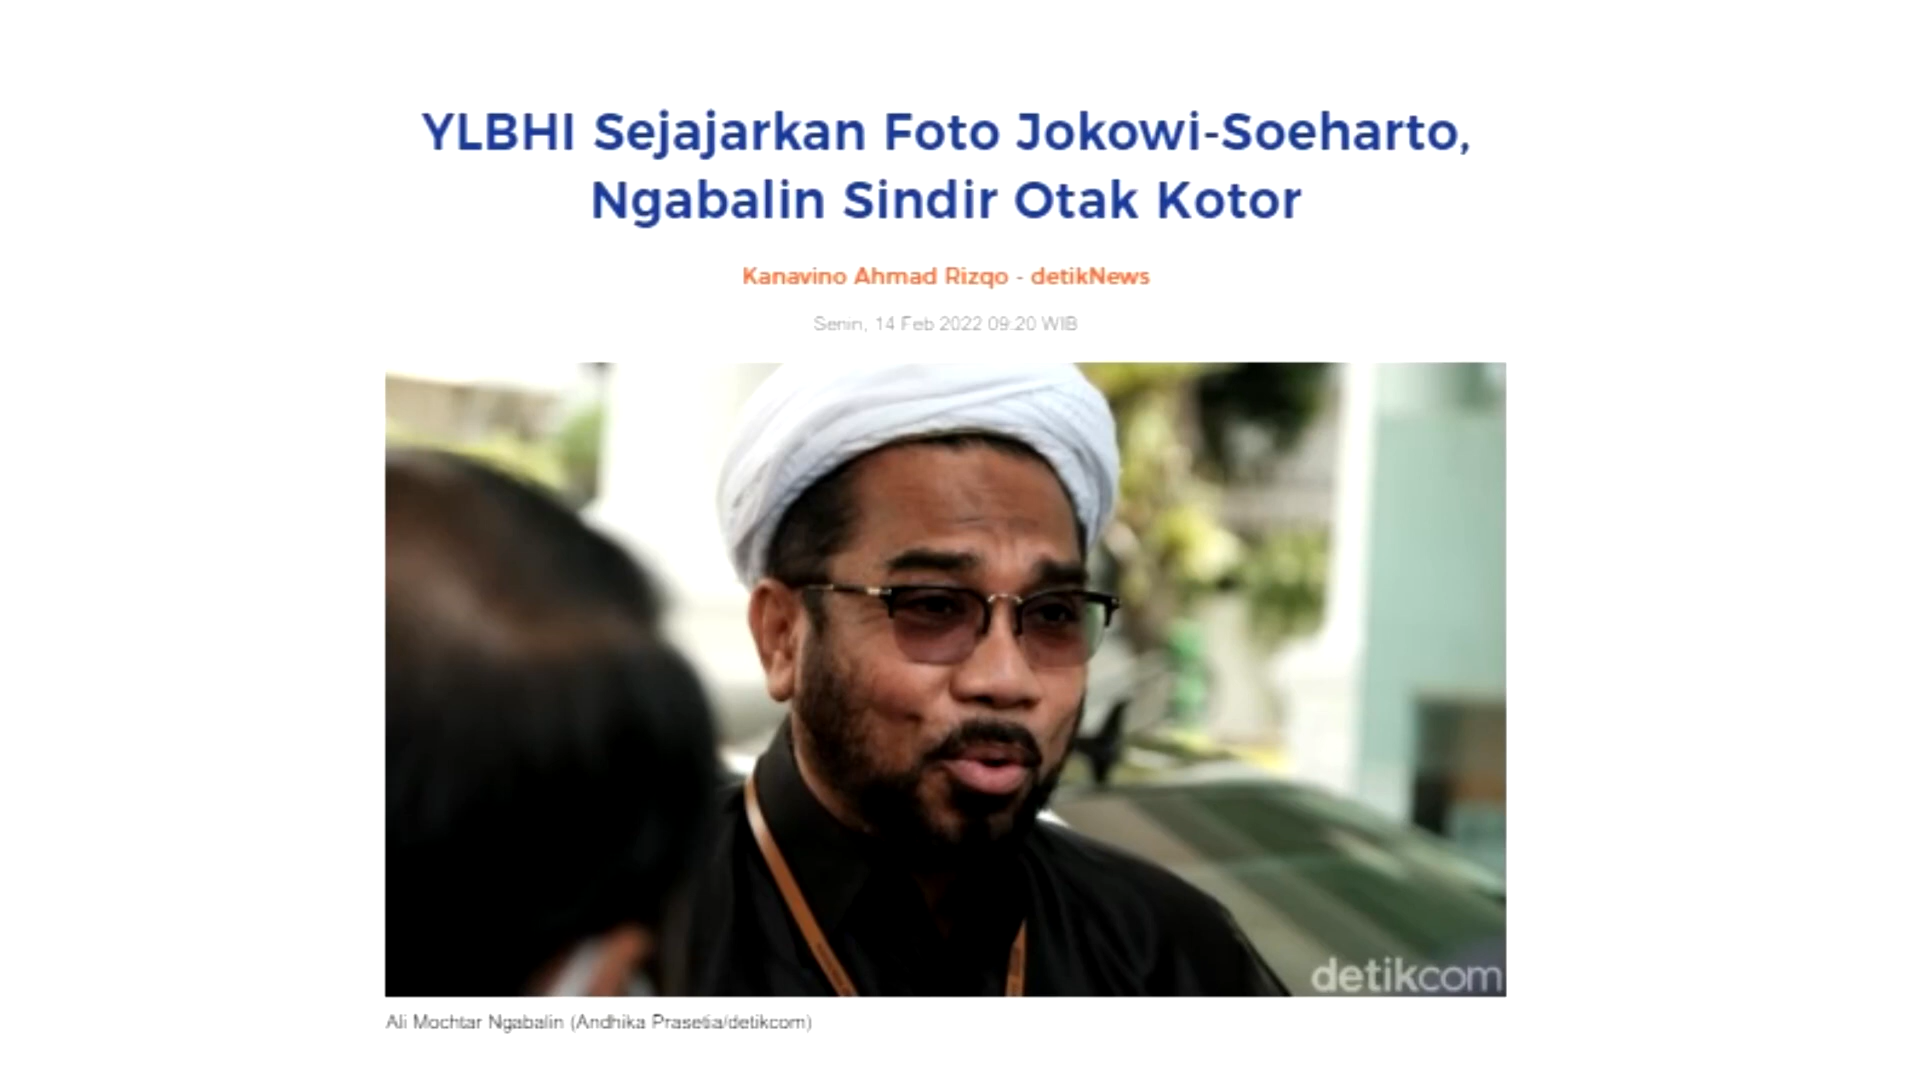 YLBHI Sejajarkan Foto Jokowi-Soeharto,
Ngabalin Sindir Otak Kotor
Kanavino Ahmad Rizqo - detikNews
Senin, 14 Feb 2022 09:20 WIB
detikcom
Ali Mochtar Ngabalin (Andhika Prasetia/detikcom)